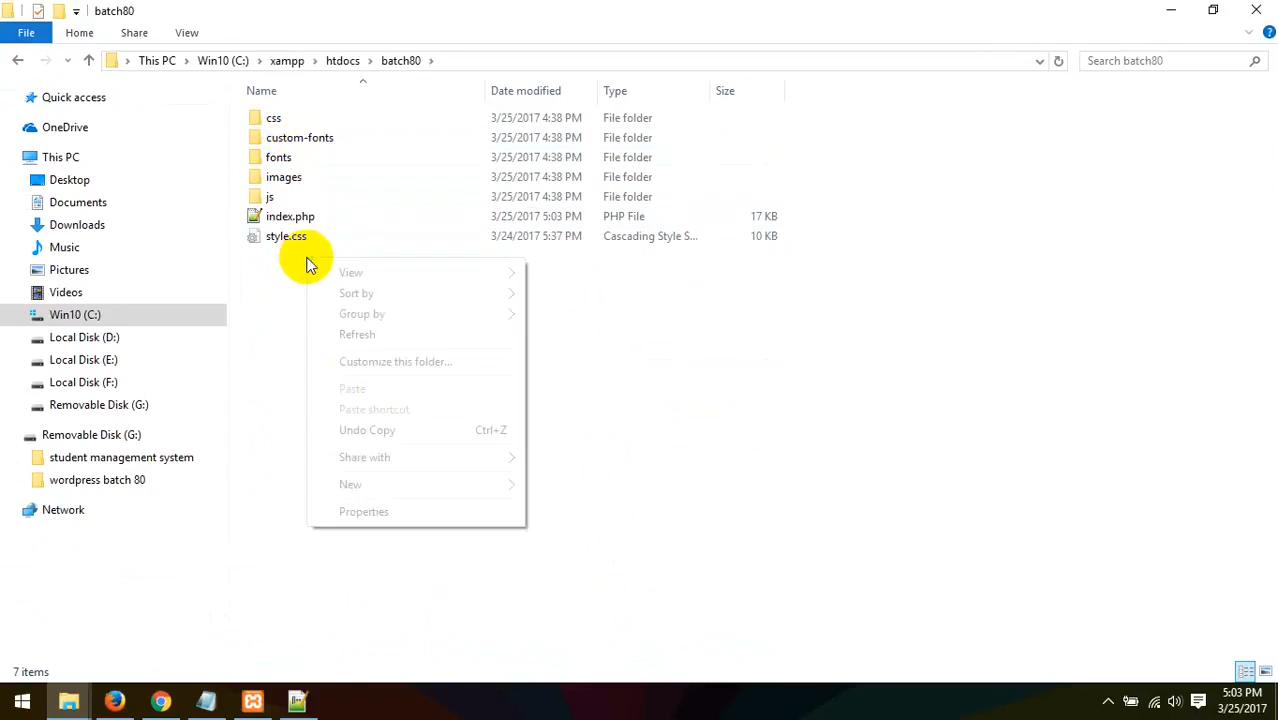 batch80
File Home Share View
This PC Win10 (C:) xampp htdocs batch80
Search batch80
Name Date modified Type Size
Quick access
OneDrive
This PC
Desktop
Documents
Downloads
Music
Pictures
Videos
Win10 (C:)
Local Disk (D:)
Local Disk (E:)
Local Disk (F:)
Removable Disk (G:)
Removable Disk (G:)
student management system
wordpress batch 80
Network
css 3/25/2017 4:38 PM File folder
custom-fonts 3/25/2017 4:38 PM File folder
fonts 3/25/2017 4:38 PM File folder
images 3/25/2017 4:38 PM File folder
js 3/25/2017 4:38 PM File folder
index.php 3/25/2017 5:03 PM PHP File 17 KB
style.css 3/24/2017 5:37 PM Cascading Style S... 10 KB
View
Sort by
Group by
Refresh
Customize this folder...
Paste
Paste shortcut
Undo Copy Ctrl+Z
Share with
New
Properties
7 items
5:03 PM
3/25/2017